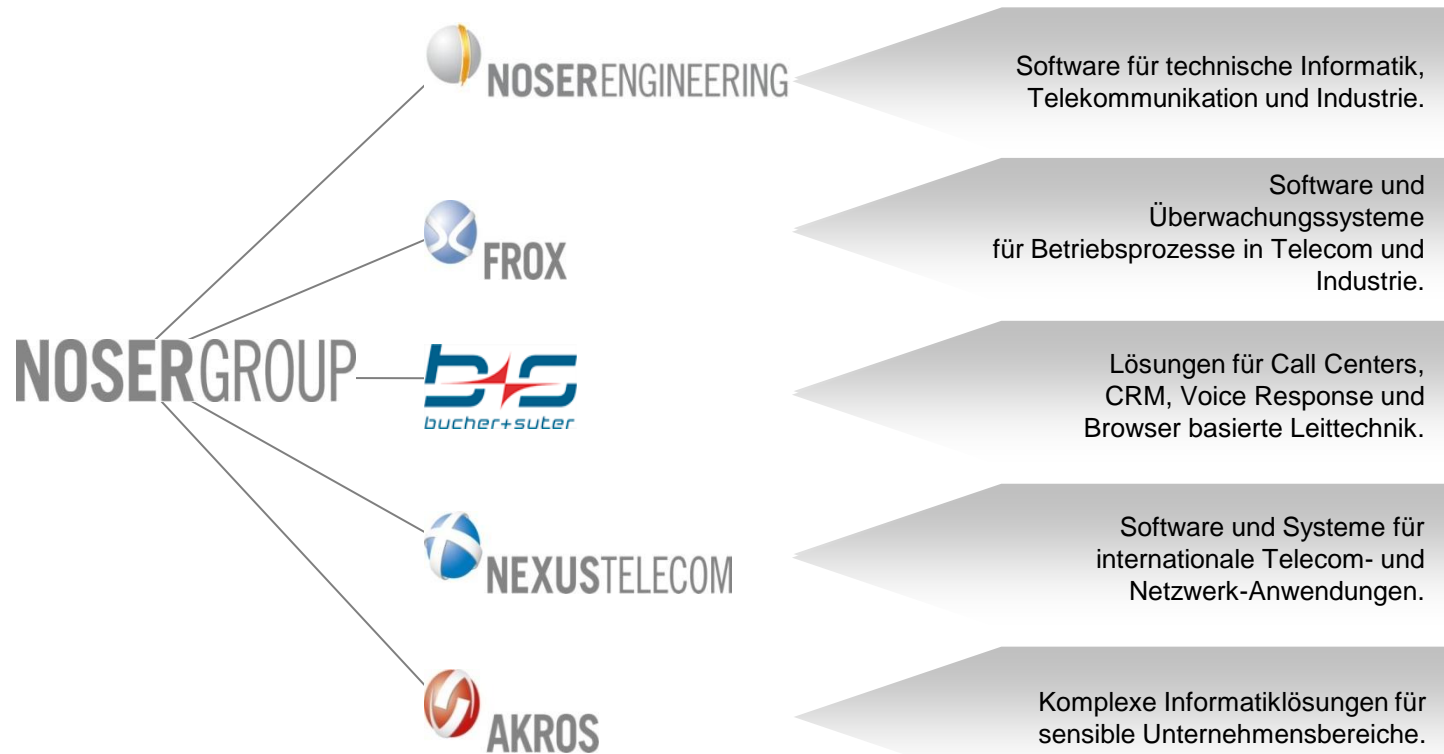 NOSERENGINEERING
Software für technische Informatik,
Telekommunikation und Industrie.
FROX
Software und
Überwachungssysteme
für Betriebsprozesse in Telecom und
Industrie.
NOSERGROUP
b+s
bucher+suter
Lösungen für Call Centers,
CRM, Voice Response und
Browser basierte Leittechnik.
NEXUSTELECOM
Software und Systeme für
internationale Telecom- und
Netzwerk-Anwendungen.
AKROS
Komplexe Informatiklösungen für
sensible Unternehmensbereiche.